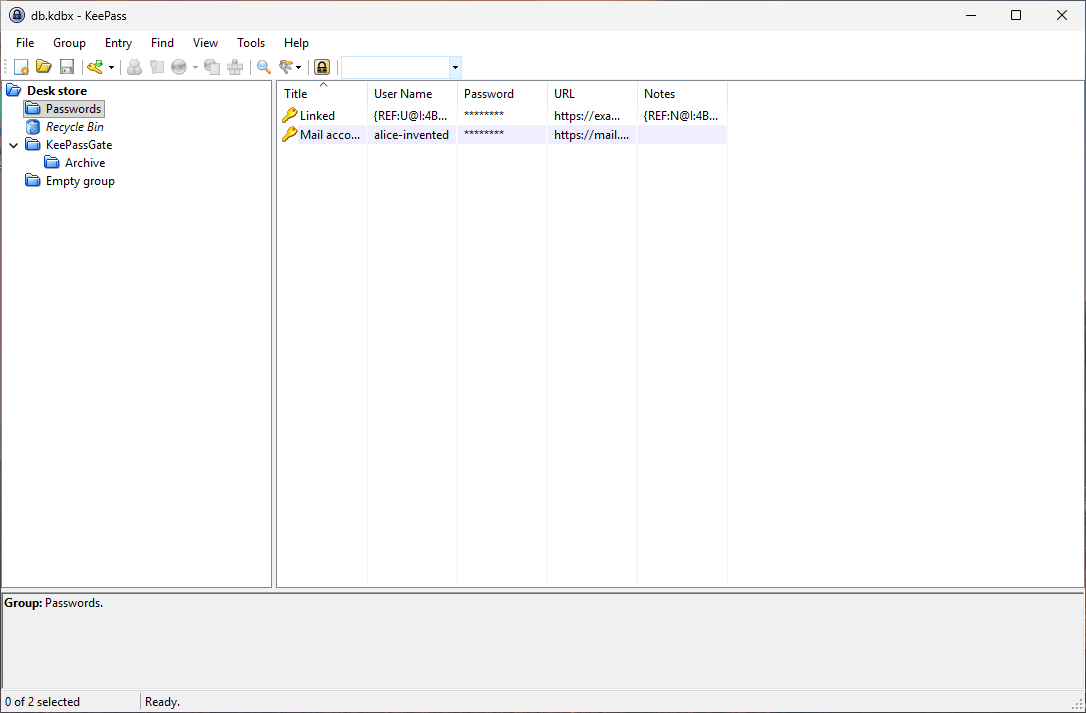 db.kdbx - KeePass
File Group Entry Find View Tools Help
Desk store
Passwords
Recycle Bin
KeePassGate
Archive
Empty group
Title User Name Password URL Notes
Linked {REF:U@I:4B... ******** https://exa... {REF:N@I:4B...
Mail acco... alice-invented ******** https://mail....
Group: Passwords.
0 of 2 selected Ready.